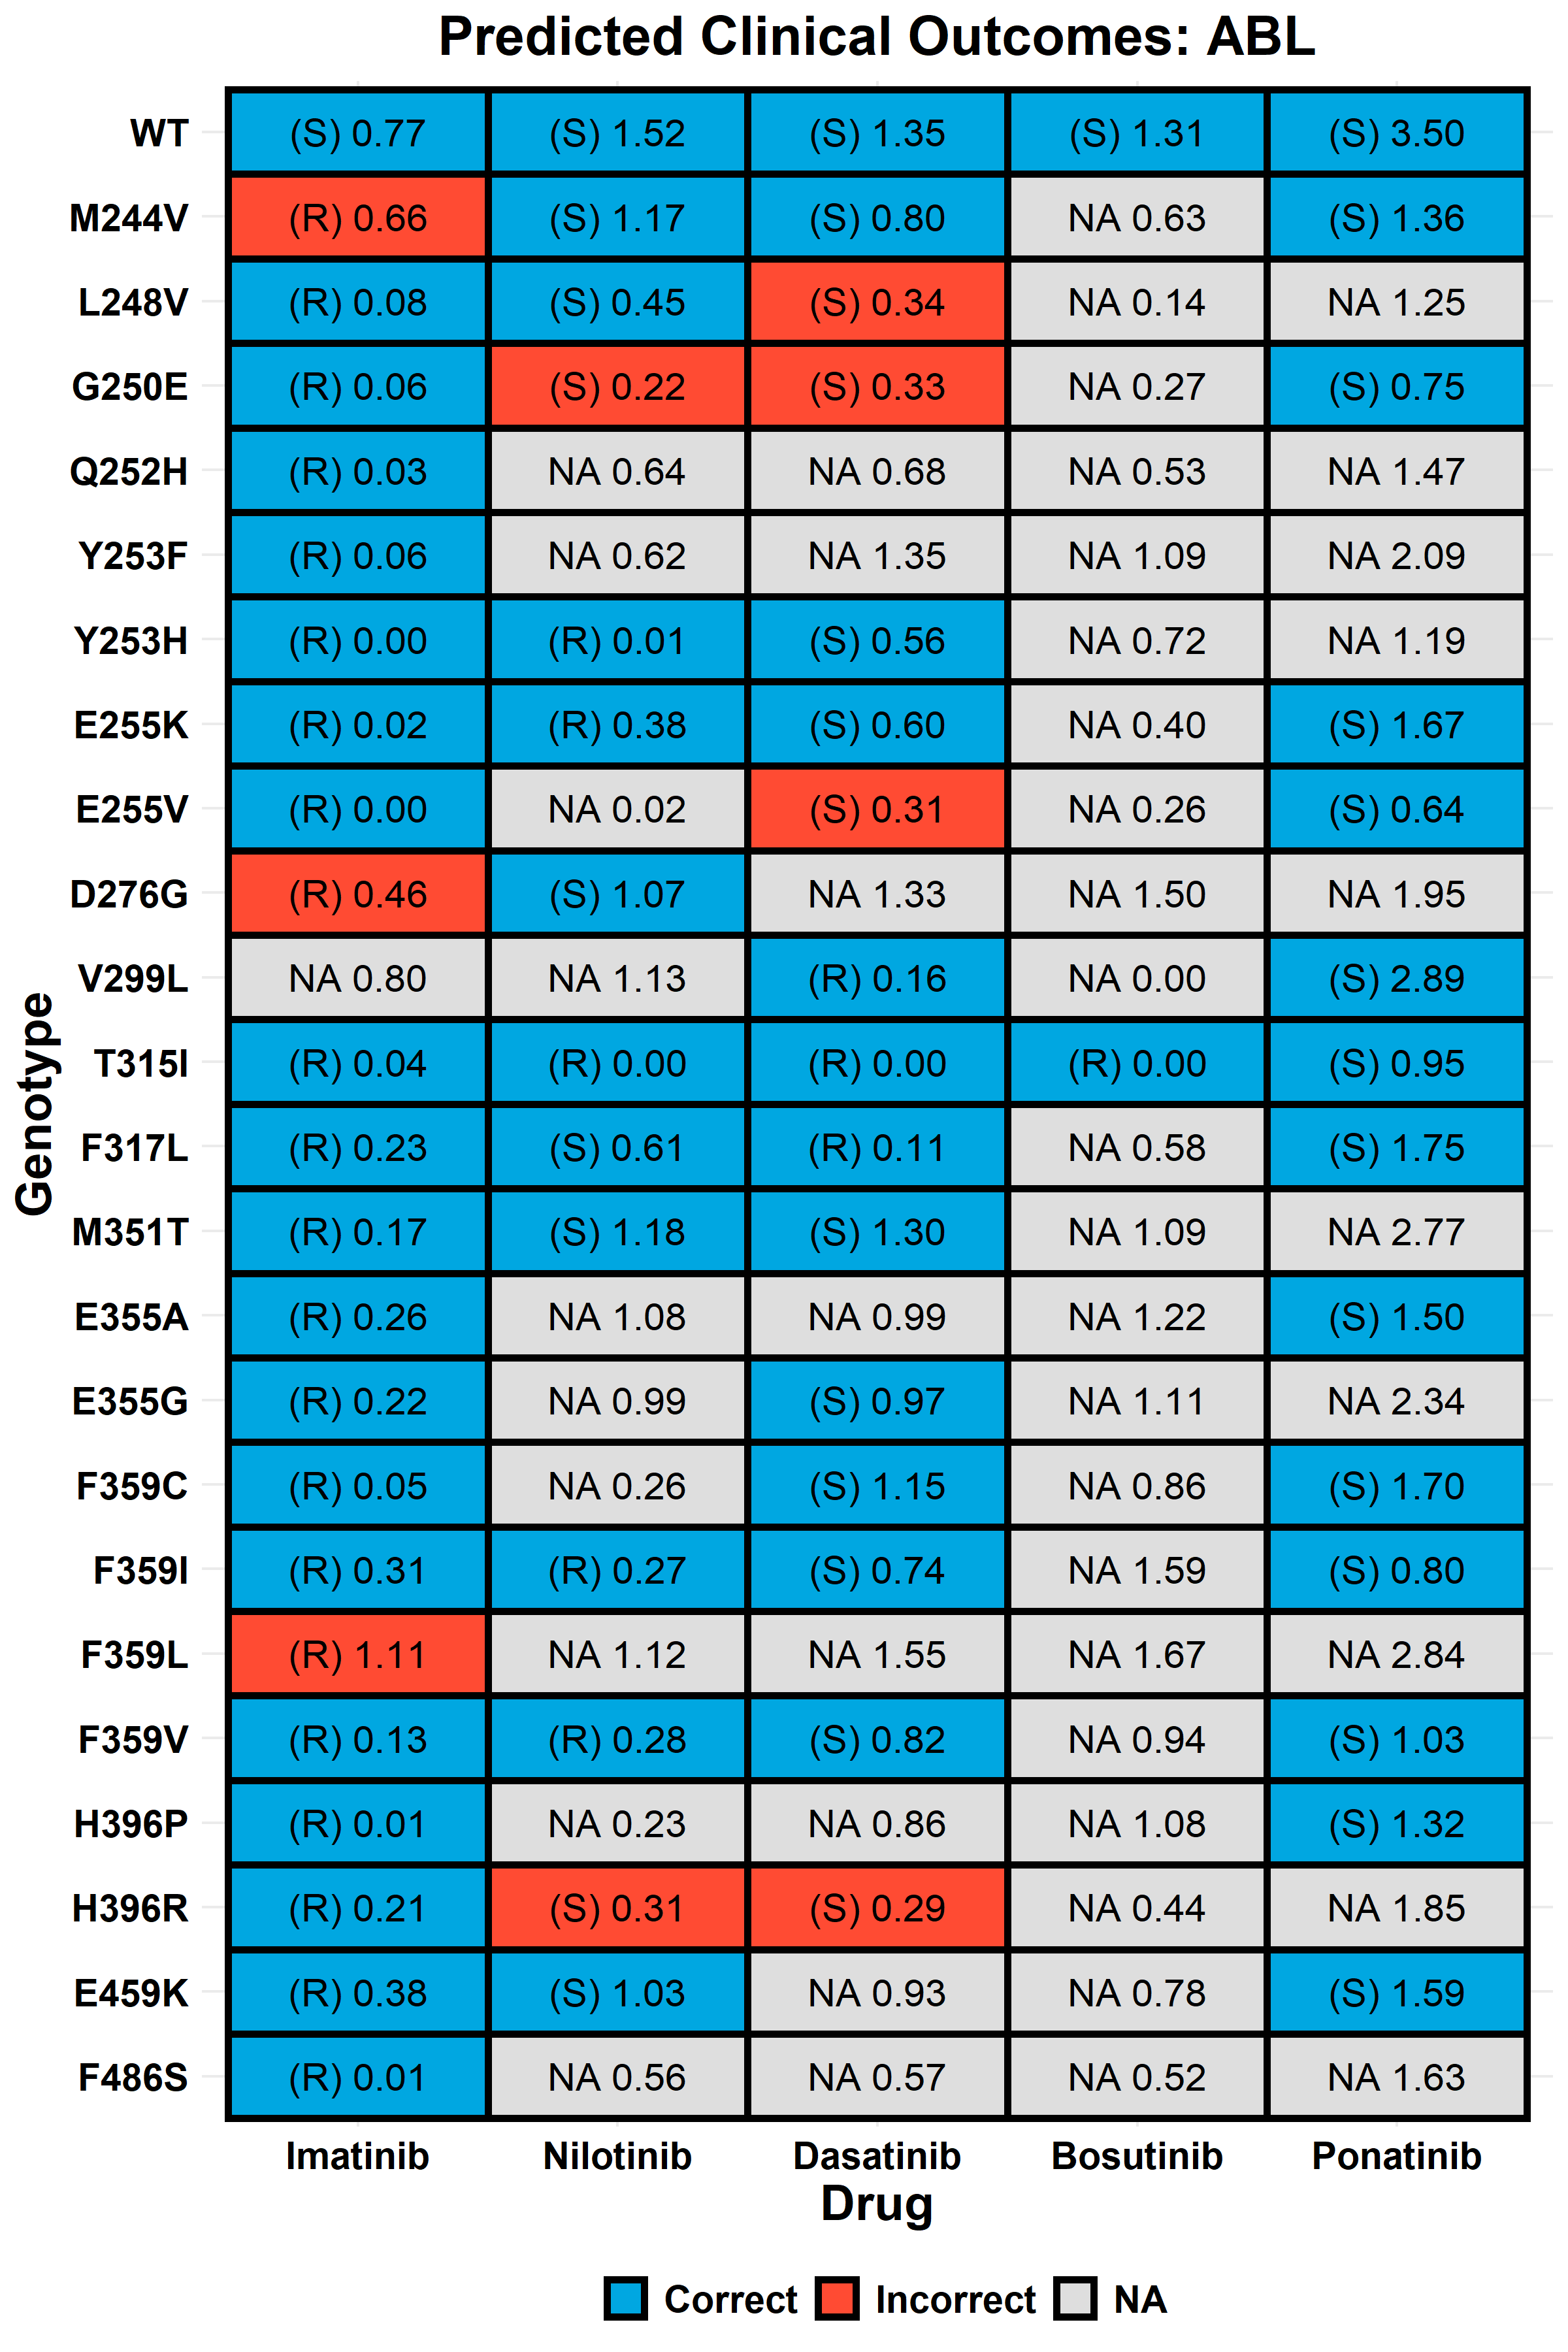 Predicted Clinical Outcomes: ABL
WT (S) 0.77 (S) 1.52 (S) 1.35 (S) 1.31 (S) 3.50
M244V (R) 0.66 (S) 1.17 (S) 0.80 NA 0.63 (S) 1.36
L248V (R) 0.08 (S) 0.45 (S) 0.34 NA 0.14 NA 1.25
G250E (R) 0.06 (S) 0.22 (S) 0.33 NA 0.27 (S) 0.75
Q252H (R) 0.03 NA 0.64 NA 0.68 NA 0.53 NA 1.47
Y253F (R) 0.06 NA 0.62 NA 1.35 NA 1.09 NA 2.09
Y253H (R) 0.00 (R) 0.01 (S) 0.56 NA 0.72 NA 1.19
E255K (R) 0.02 (R) 0.38 (S) 0.60 NA 0.40 (S) 1.67
E255V (R) 0.00 NA 0.02 (S) 0.31 NA 0.26 (S) 0.64
D276G (R) 0.46 (S) 1.07 NA 1.33 NA 1.50 NA 1.95
V299L NA 0.80 NA 1.13 (R) 0.16 NA 0.00 (S) 2.89
T315I (R) 0.04 (R) 0.00 (R) 0.00 (R) 0.00 (S) 0.95
F317L (R) 0.23 (S) 0.61 (R) 0.11 NA 0.58 (S) 1.75
M351T (R) 0.17 (S) 1.18 (S) 1.30 NA 1.09 NA 2.77
E355A (R) 0.26 NA 1.08 NA 0.99 NA 1.22 (S) 1.50
E355G (R) 0.22 NA 0.99 (S) 0.97 NA 1.11 NA 2.34
F359C (R) 0.05 NA 0.26 (S) 1.15 NA 0.86 (S) 1.70
F359I (R) 0.31 (R) 0.27 (S) 0.74 NA 1.59 (S) 0.80
F359L (R) 1.11 NA 1.12 NA 1.55 NA 1.67 NA 2.84
F359V (R) 0.13 (R) 0.28 (S) 0.82 NA 0.94 (S) 1.03
H396P (R) 0.01 NA 0.23 NA 0.86 NA 1.08 (S) 1.32
H396R (R) 0.21 (S) 0.31 (S) 0.29 NA 0.44 NA 1.85
E459K (R) 0.38 (S) 1.03 NA 0.93 NA 0.78 (S) 1.59
F486S (R) 0.01 NA 0.56 NA 0.57 NA 0.52 NA 1.63
Genotype
Imatinib Nilotinib Dasatinib Bosutinib Ponatinib
Drug
Correct Incorrect NA